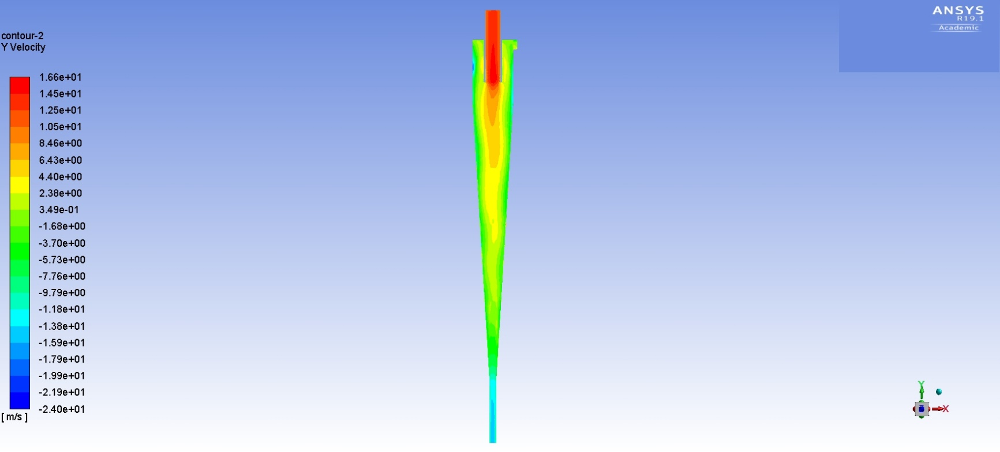 ANSYS
R19.1
Academic
contour-2
Y Velocity
1.66e+01
1.45e+01
1.25e+01
1.05e+01
8.46e+00
6.43e+00
4.40e+00
2.38e+00
3.49e-01
-1.68e+00
-3.70e+00
-5.73e+00
-7.76e+00
-9.79e+00
-1.18e+01
-1.38e+01
-1.59e+01
-1.79e+01
-1.99e+01
-2.19e+01
-2.40e+01
[ m/s ]
Y
X